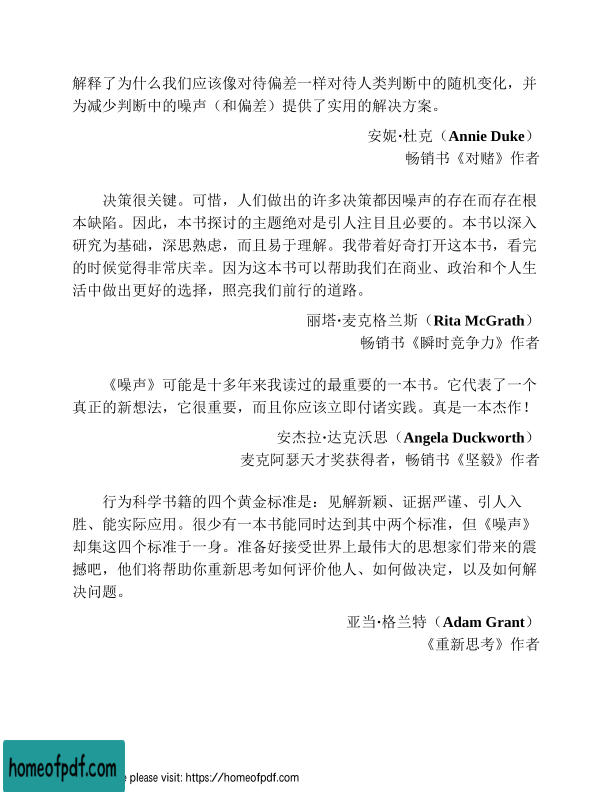 解释了为什么我们应该像对待偏差一样对待人类判断中的随机变化，并
为减少判断中的噪声（和偏差）提供了实用的解决方案。
安妮·杜克（Annie Duke）
畅销书《对赌》作者
决策很关键。可惜，人们做出的许多决策都因噪声的存在而存在根
本缺陷。因此，本书探讨的主题绝对是引人注目且必要的。本书以深入
研究为基础，深思熟虑，而且易于理解。我带着好奇打开这本书，看完
的时候觉得非常庆幸。因为这本书可以帮助我们在商业、政治和个人生
活中做出更好的选择，照亮我们前行的道路。
丽塔·麦克格兰斯（Rita McGrath）
畅销书《瞬时竞争力》作者
《噪声》可能是十多年来我读过的最重要的一本书。它代表了一个
真正的新想法，它很重要，而且你应该立即付诸实践。真是一本杰作！
安杰拉·达克沃思（Angela Duckworth）
麦克阿瑟天才奖获得者，畅销书《坚毅》作者
行为科学书籍的四个黄金标准是：见解新颖、证据严谨、引人入
胜、能实际应用。很少有一本书能同时达到其中两个标准，但《噪声》
却集这四个标准于一身。准备好接受世界上最伟大的思想家们带来的震
撼吧，他们将帮助你重新思考如何评价他人、如何做决定，以及如何解
决问题。
亚当·格兰特（Adam Grant）
《重新思考》作者
homeofpdf.com
e please visit: https://homeofpdf.com